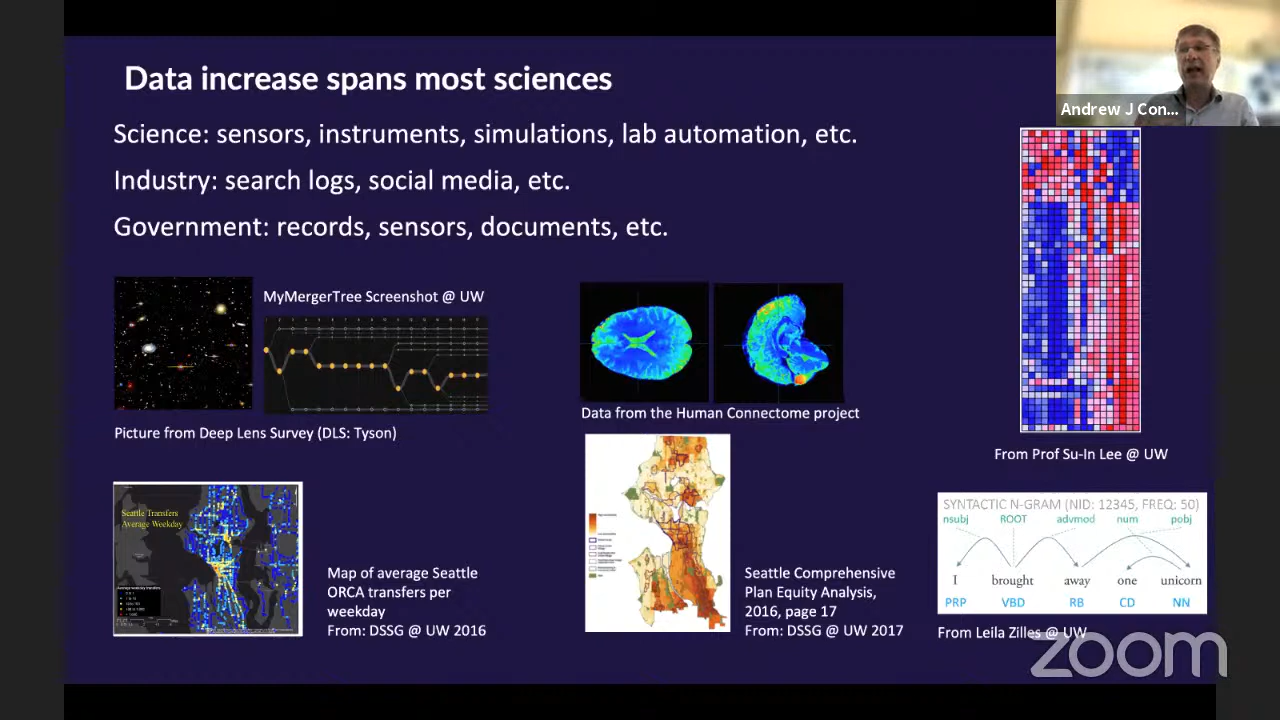 Data increase spans most sciences
Andrew J Con...
Science: sensors, instruments, simulations, lab automation, etc.
Industry: search logs, social media, etc.
Government: records, sensors, documents, etc.
MyMergerTree Screenshot @ UW
Picture from Deep Lens Survey (DLS: Tyson)
Data from the Human Connectome project
From Prof Su-In Lee @ UW
Seattle Transfers
Average Weekday
Map of average Seattle
ORCA transfers per
weekday
From: DSSG @ UW 2016
Seattle Comprehensive
Plan Equity Analysis,
2016, page 17
From: DSSG @ UW 2017
SYNTACTIC N-GRAM (NID: 12345, FREQ: 50)
nsubj ROOT advmod num pobj
I brought away one unicorn
PRP VBD RB CD NN
From Leila Zilles @ UW
zoom